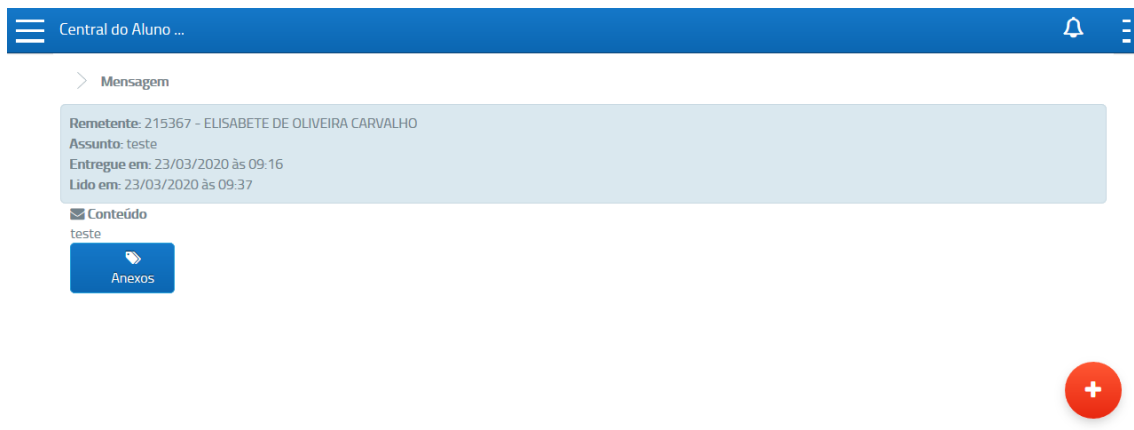 Central do Aluno ...
Mensagem
Remetente: 215367 - ELISABETE DE OLIVEIRA CARVALHO
Assunto: teste
Entregue em: 23/03/2020 às 09:16
Lido em: 23/03/2020 às 09:37
Conteúdo
teste
Anexos